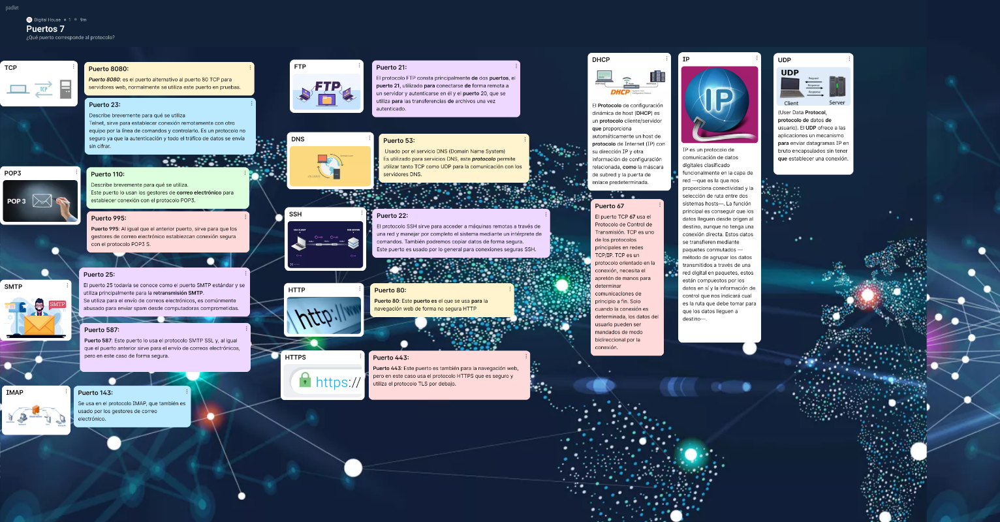 padlet
Digital House + 1 9m
Puertos 7
¿Qué puerto corresponde al protocolo?
TCP
TCP
Puerto 8080:
Puerto 8080: es el puerto alternativo al puerto 80 TCP para
servidores web, normalmente se utiliza este puerto en pruebas.
Puerto 23:
Describe brevemente para qué se utiliza
Telnet, sirve para establecer conexión remotamente con otro
equipo por la línea de comandos y controlarlo. Es un protocolo no
seguro ya que la autenticación y todo el tráfico de datos se envía
sin cifrar.
POP3
POP 3
Puerto 110:
Describe brevemente para qué se utiliza.
Este puerto lo usan los gestores de correo electrónico para
establecer conexión con el protocolo POP3.
Puerto 995:
Puerto 995: Al igual que el anterior puerto, sirve para que los
gestores de correo electrónico establezcan conexión segura
con el protocolo POP3 S.
SMTP
SMTP
Puerto 25:
El puerto 25 todavía se conoce como el puerto SMTP estándar y se
utiliza principalmente para la retransmisión SMTP.
Se utiliza para el envío de correos electrónicos, es comúnmente
abusado para enviar spam desde computadoras comprometidas.
Puerto 587:
Puerto 587: Este puerto lo usa el protocolo SMTP SSL y, al igual
que el puerto anterior sirve para el envío de correos electrónicos,
pero en este caso de forma segura.
IMAP
Puerto 143:
Se usa en el protocolo IMAP, que también es
usado por los gestores de correo
electrónico.
FTP
FTP
Puerto 21:
El protocolo FTP consta principalmente de dos puertos, el
puerto 21, utilizado para conectarse de forma remota a
un servidor y autenticarse en él y el puerto 20, que se
utiliza para las transferencias de archivos una vez
autenticado.
DNS
Puerto 53:
Usado por el servicio DNS (Domain Name System)
Es utilizado para servicios DNS, este protocolo permite
utilizar tanto TCP como UDP para la comunicación con los
servidores DNS.
SSH
SSH CLIENT
SSH SERVER
Puerto 22:
El protocolo SSH sirve para acceder a máquinas remotas a través de
una red y manejar por completo el sistema mediante un intérprete de
comandos. También podremos copiar datos de forma segura.
Este puerto es usado por lo general para conexiones seguras SSH.
HTTP
http://www
Puerto 80:
Puerto 80: Este puerto es el que se usa para la
navegación web de forma no segura HTTP
HTTPS
https://
Puerto 443:
Puerto 443: Este puerto es también para la navegación web,
pero en este caso usa el protocolo HTTPS que es seguro y
utiliza el protocolo TLS por debajo.
DHCP
DHCP
El Protocolo de configuración
dinámica de host (DHCP) es
un protocolo cliente/servidor
que proporciona
automáticamente un host de
protocolo de Internet (IP) con
su dirección IP y otra
información de configuración
relacionada, como la máscara
de subred y la puerta de
enlace predeterminada.
Puerto 67
El puerto TCP 67 usa el
Protocolo de Control de
Transmisión. TCP es uno
de los protocolos
principales en redes
TCP/IP. TCP es un
protocolo orientado en la
conexión, necesita el
apretón de manos para
determinar
comunicaciones de
principio a fin. Solo
cuando la conexión es
determinada, los datos del
usuario pueden ser
mandados de modo
bidireccional por la
conexión.
IP
IP
IP es un protocolo de
comunicación de datos
digitales clasificado
funcionalmente en la capa de
red —que es la que nos
proporciona conectividad y la
selección de ruta entre dos
sistemas hosts—. La función
principal es conseguir que los
datos lleguen desde origen al
destino, aunque no tenga una
conexión directa. Estos datos
se transfieren mediante
paquetes conmutados —
método de agrupar los datos
transmitidos a través de una
red digital en paquetes, estos
están compuestos por los
datos en sí y la información de
control que nos indicará cual
es la ruta que debe tomar para
que los datos lleguen a
destino—.
UDP
UDP
Request
Response
Response
Client
Server
(User Data Protocol,
protocolo de datos de
usuario). El UDP ofrece a las
aplicaciones un mecanismo
para enviar datagramas IP en
bruto encapsulados sin tener
que establecer una conexión.